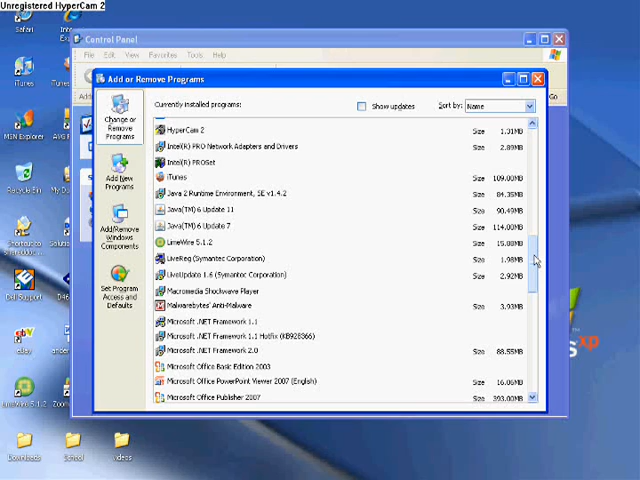 Unregistered HyperCam 2
Safari
iTunes
MSN Explorer
Recycle Bin
Dell Support
ebay
LimeWire 5.1.2
Downloads
School
videos
Control Panel
File Edit View Favorites Tools Help
Go
Add or Remove Programs
Change or
Remove
Programs
Add New
Programs
Add/Remove
Windows
Components
Set Program
Access and
Defaults
Currently installed programs:
Show updates
Sort by: Name
HyperCam 2 Size 1.31MB
Intel(R) PRO Network Adapters and Drivers Size 2.89MB
Intel(R) PROSet
iTunes Size 109.00MB
Java 2 Runtime Environment, SE v1.4.2 Size 84.35MB
Java(TM) 6 Update 11 Size 90.49MB
Java(TM) 6 Update 7 Size 114.00MB
LimeWire 5.1.2 Size 15.88MB
LiveReg (Symantec Corporation) Size 1.98MB
LiveUpdate 1.6 (Symantec Corporation) Size 2.92MB
Macromedia Shockwave Player
Malwarebytes' Anti-Malware Size 3.93MB
Microsoft .NET Framework 1.1
Microsoft .NET Framework 1.1 Hotfix (KB928366)
Microsoft .NET Framework 2.0 Size 88.55MB
Microsoft Office Basic Edition 2003
Microsoft Office PowerPoint Viewer 2007 (English) Size 16.06MB
Microsoft Office Publisher 2007 Size 393.00MB
xp